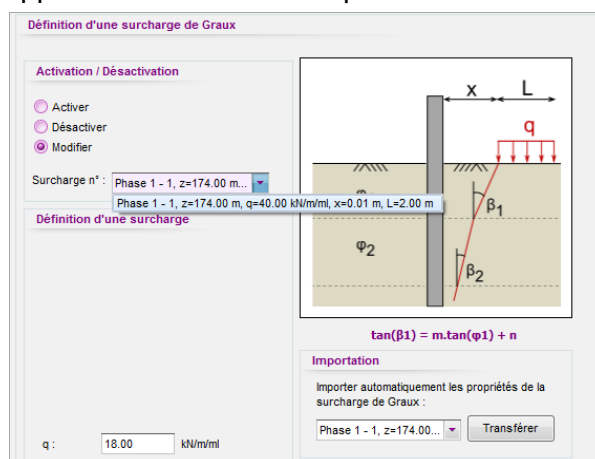 Définition d'une surcharge de Graux
Activation / Désactivation
Activer
Désactiver
Modifier
Surcharge n° : Phase 1 - 1, z=174.00 m...
Phase 1 - 1, z=174.00 m, q=40.00 kN/m/ml, x=0.01 m, L=2.00 m
Définition d'une surcharge
q : 18.00 kN/m/ml
x L
q
β1
φ2
β2
tan(β1) = m.tan(φ1) + n
Importation
Importer automatiquement les propriétés de la
surcharge de Graux :
Phase 1 - 1, z=174.00... Transférer